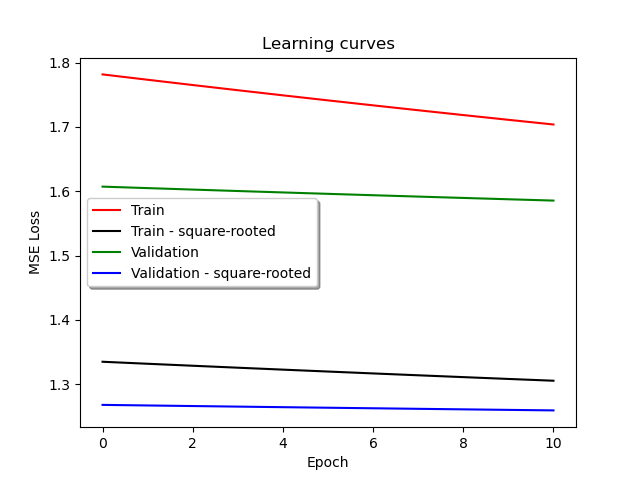 Learning curves
MSE Loss
1.8
1.7
1.6
1.5
1.4
1.3
Train
Train - square-rooted
Validation
Validation - square-rooted
0 2 4 6 8 10
Epoch